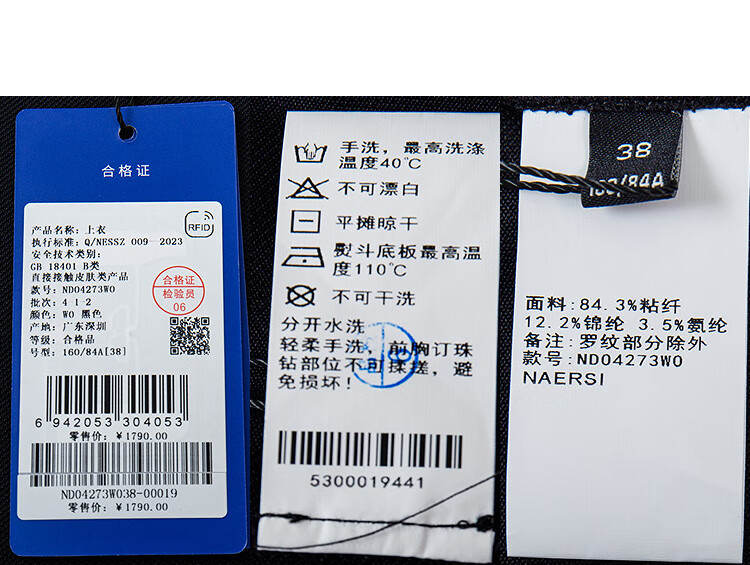 合格证
RFID
产品名称: 上衣
执行标准: Q/NESSZ 009-2023
安全技术类别:
GB 18401 B类
直接接触皮肤类产品
款号: ND04273W0
批次: 4-1-2
颜色: W0 黑色
产地: 广东深圳
等级: 合格品
号型: 160/84A[38]
合格证
检验员
06
6 942053 304053
零售价: ¥1790.00
ND04273W038-00019
零售价: ¥1790.00
手洗，最高洗涤
温度40℃
不可漂白
平摊晾干
熨斗底板最高温
度110℃
不可干洗
分开水洗
轻柔手洗，前胸订珠
钻部位不可揉搓，避
免损坏！
5300019441
38
160/84A
面料:84.3%粘纤
12.2%锦纶 3.5%氨纶
备注:罗纹部分除外
款号:ND04273W0
NAERSI